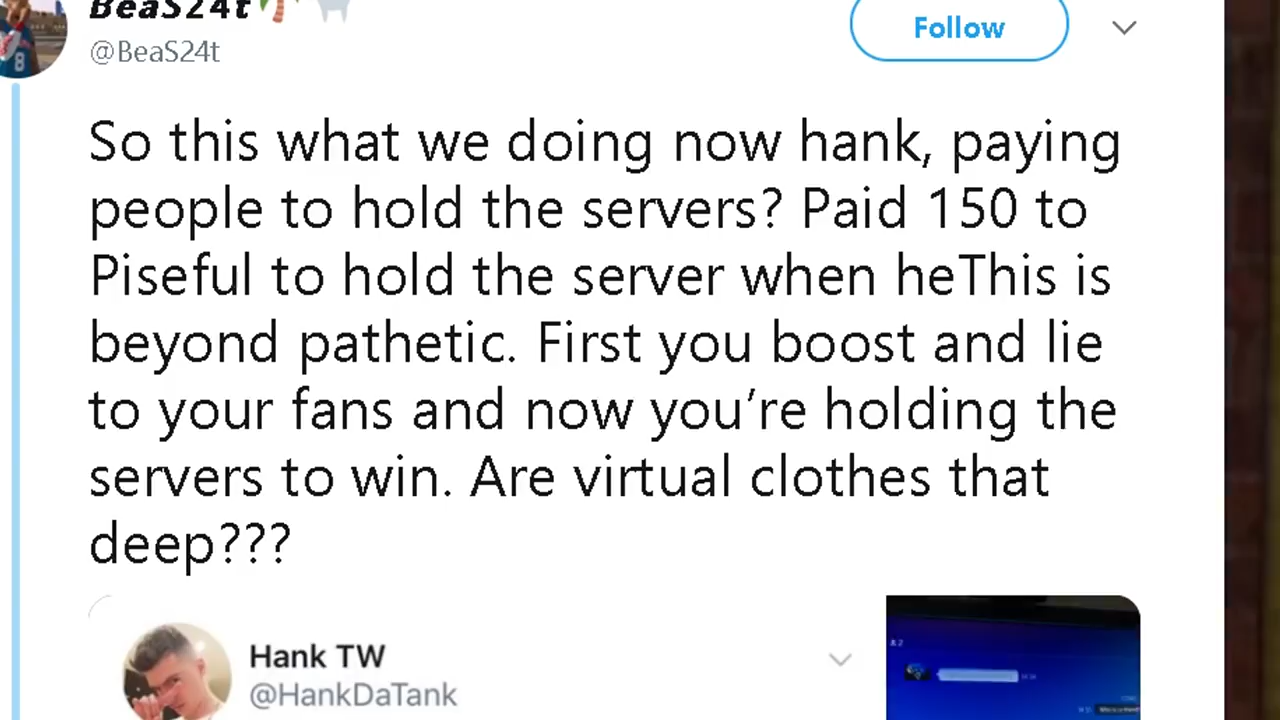 BeaS24t
@BeaS24t
Follow
So this what we doing now hank, paying
people to hold the servers? Paid 150 to
Piseful to hold the server when heThis is
beyond pathetic. First you boost and lie
to your fans and now you’re holding the
servers to win. Are virtual clothes that
deep???
Hank TW
@HankDaTank
8
2